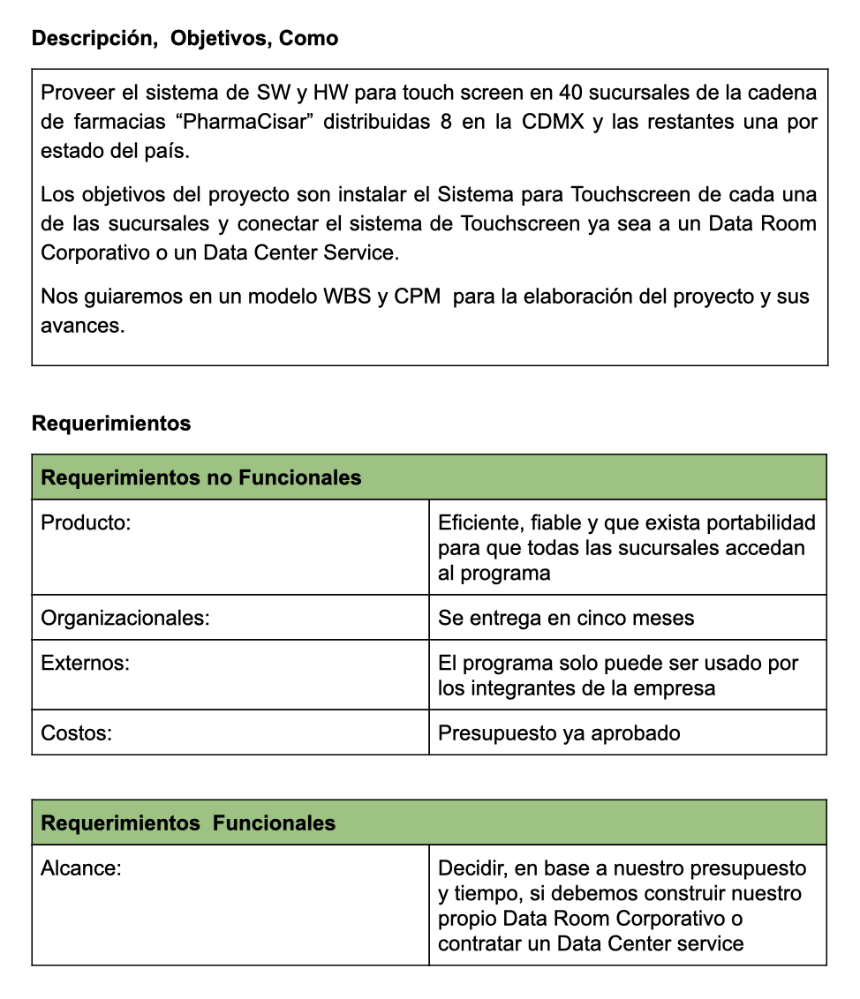 Descripción,  Objetivos, Como
Proveer el sistema de SW y HW para touch screen en 40 sucursales de la cadena
de farmacias “PharmaCisar” distribuidas 8 en la CDMX y las restantes una por
estado del país.
Los objetivos del proyecto son instalar el Sistema para Touchscreen de cada una
de las sucursales y conectar el sistema de Touchscreen ya sea a un Data Room
Corporativo o un Data Center Service.
Nos guiaremos en un modelo WBS y CPM  para la elaboración del proyecto y sus
avances.
Requerimientos
Requerimientos no Funcionales
Producto:
Eficiente, fiable y que exista portabilidad
para que todas las sucursales accedan
al programa
Organizacionales:
Se entrega en cinco meses
Externos:
El programa solo puede ser usado por
los integrantes de la empresa
Costos:
Presupuesto ya aprobado
Requerimientos  Funcionales
Alcance:
Decidir, en base a nuestro presupuesto
y tiempo, si debemos construir nuestro
propio Data Room Corporativo o
contratar un Data Center service